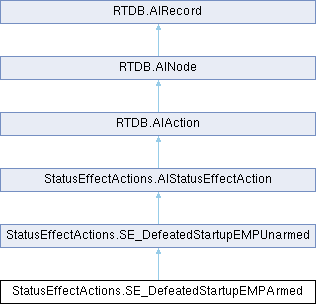 RTDB.AIRecord
RTDB.AINode
RTDB.AIAction
StatusEffectActions.AIStatusEffectAction
StatusEffectActions.SE_DefeatedStartupEMPUnarmed
StatusEffectActions.SE_DefeatedStartupEMPArmed